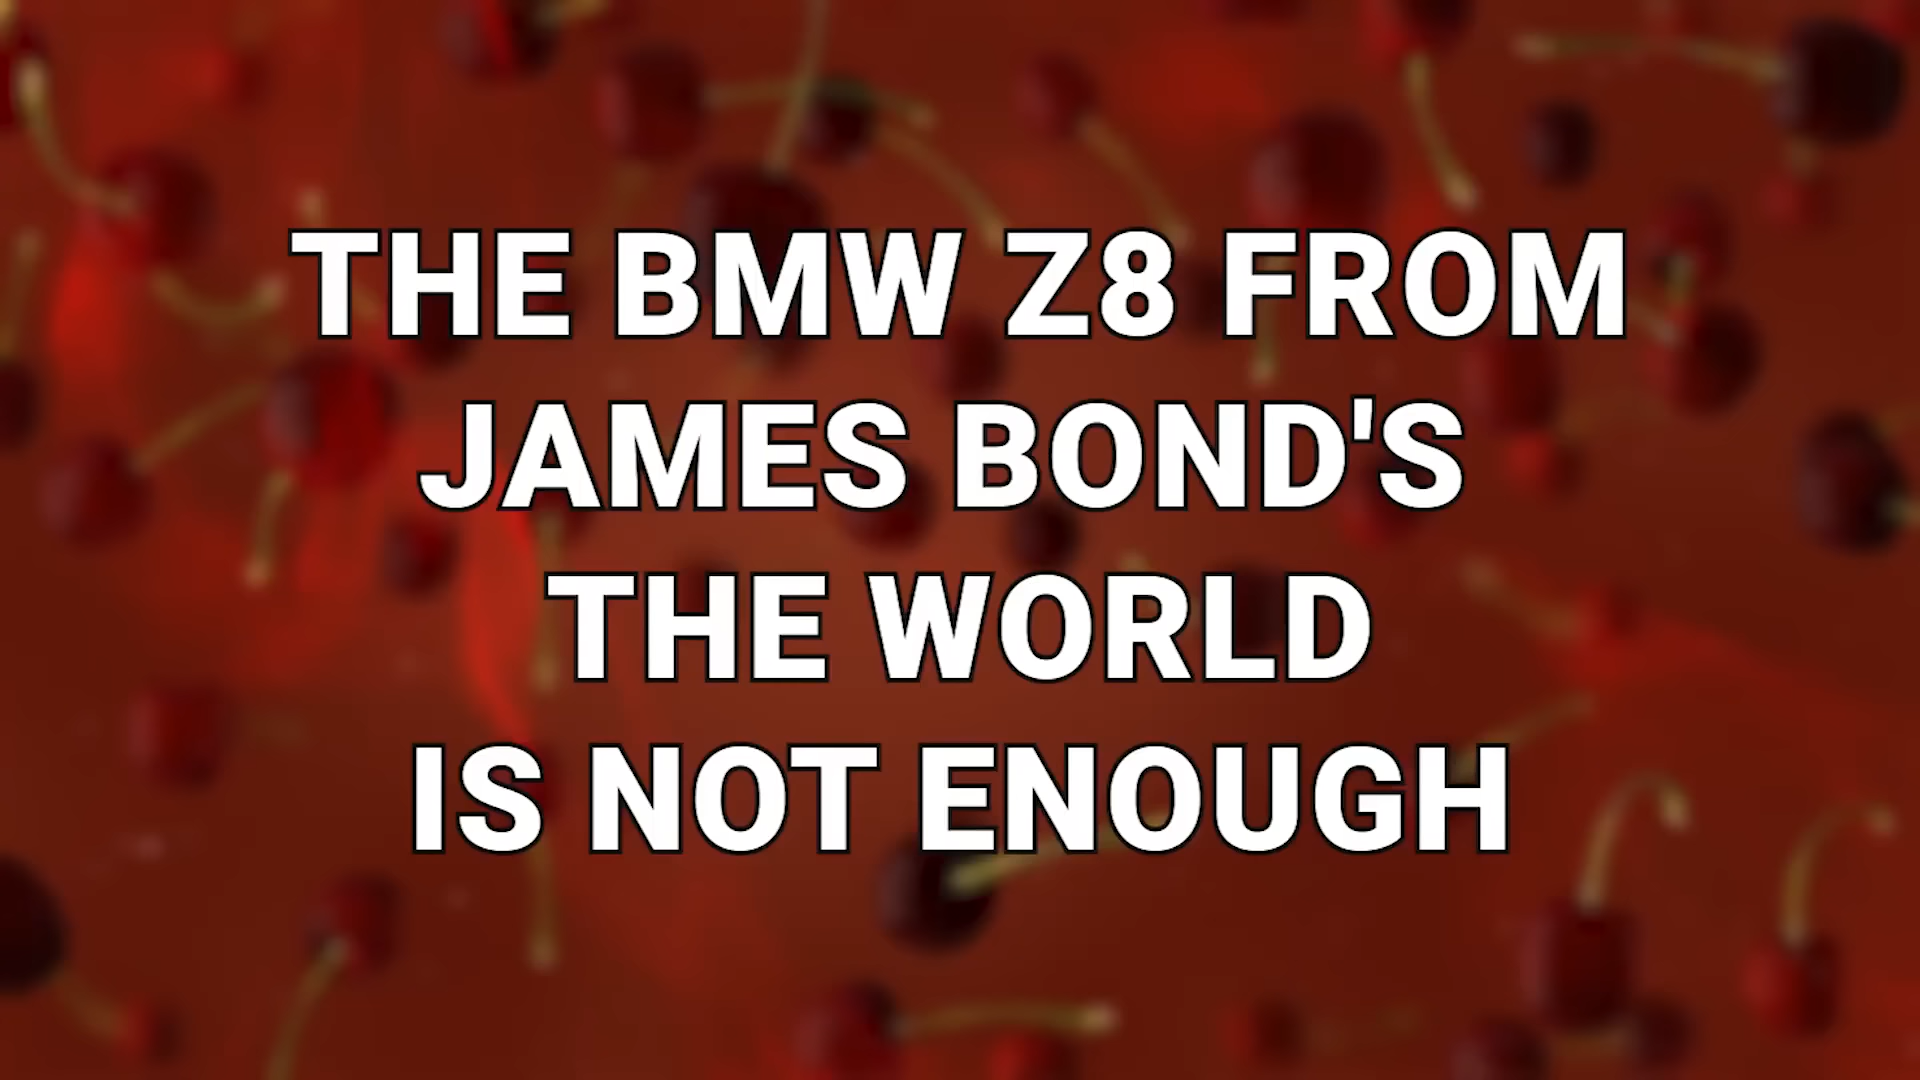 THE BMW Z8 FROM
JAMES BOND'S
THE WORLD
IS NOT ENOUGH